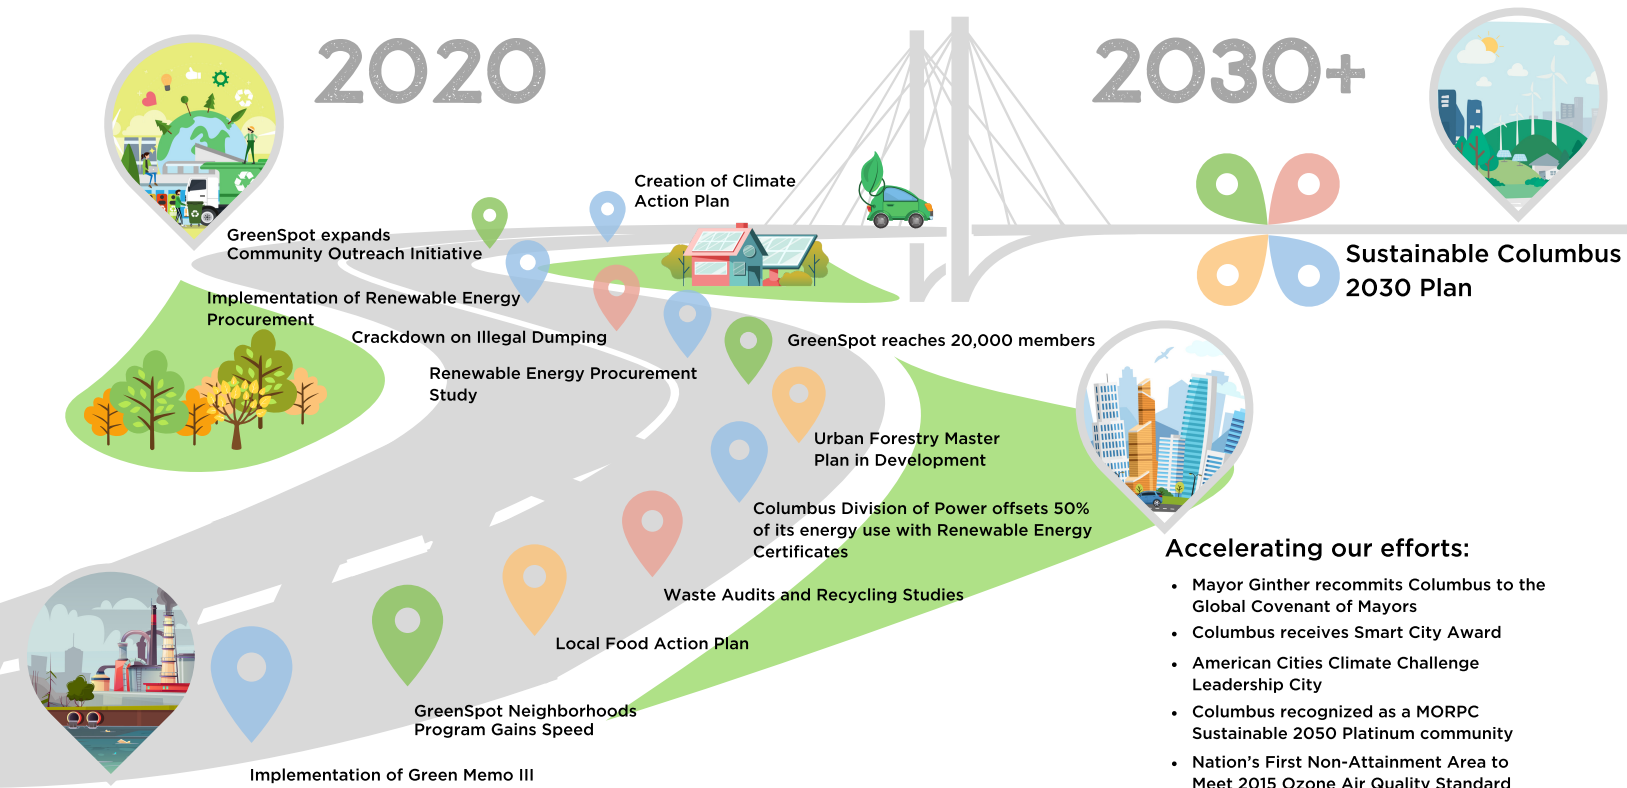 2020
2030+
Creation of Climate
Action Plan
GreenSpot expands
Community Outreach Initiative
Sustainable Columbus
2030 Plan
Implementation of Renewable Energy
Procurement
Crackdown on Illegal Dumping
GreenSpot reaches 20,000 members
Renewable Energy Procurement
Study
Urban Forestry Master
Plan in Development
Columbus Division of Power offsets 50%
of its energy use with Renewable Energy
Certificates
Waste Audits and Recycling Studies
Local Food Action Plan
GreenSpot Neighborhoods
Program Gains Speed
Implementation of Green Memo III
Accelerating our efforts:
• Mayor Ginther recommits Columbus to the
Global Covenant of Mayors
• Columbus receives Smart City Award
• American Cities Climate Challenge
Leadership City
• Columbus recognized as a MORPC
Sustainable 2050 Platinum community
• Nation’s First Non-Attainment Area to
Meet 2015 Ozone Air Quality Standard